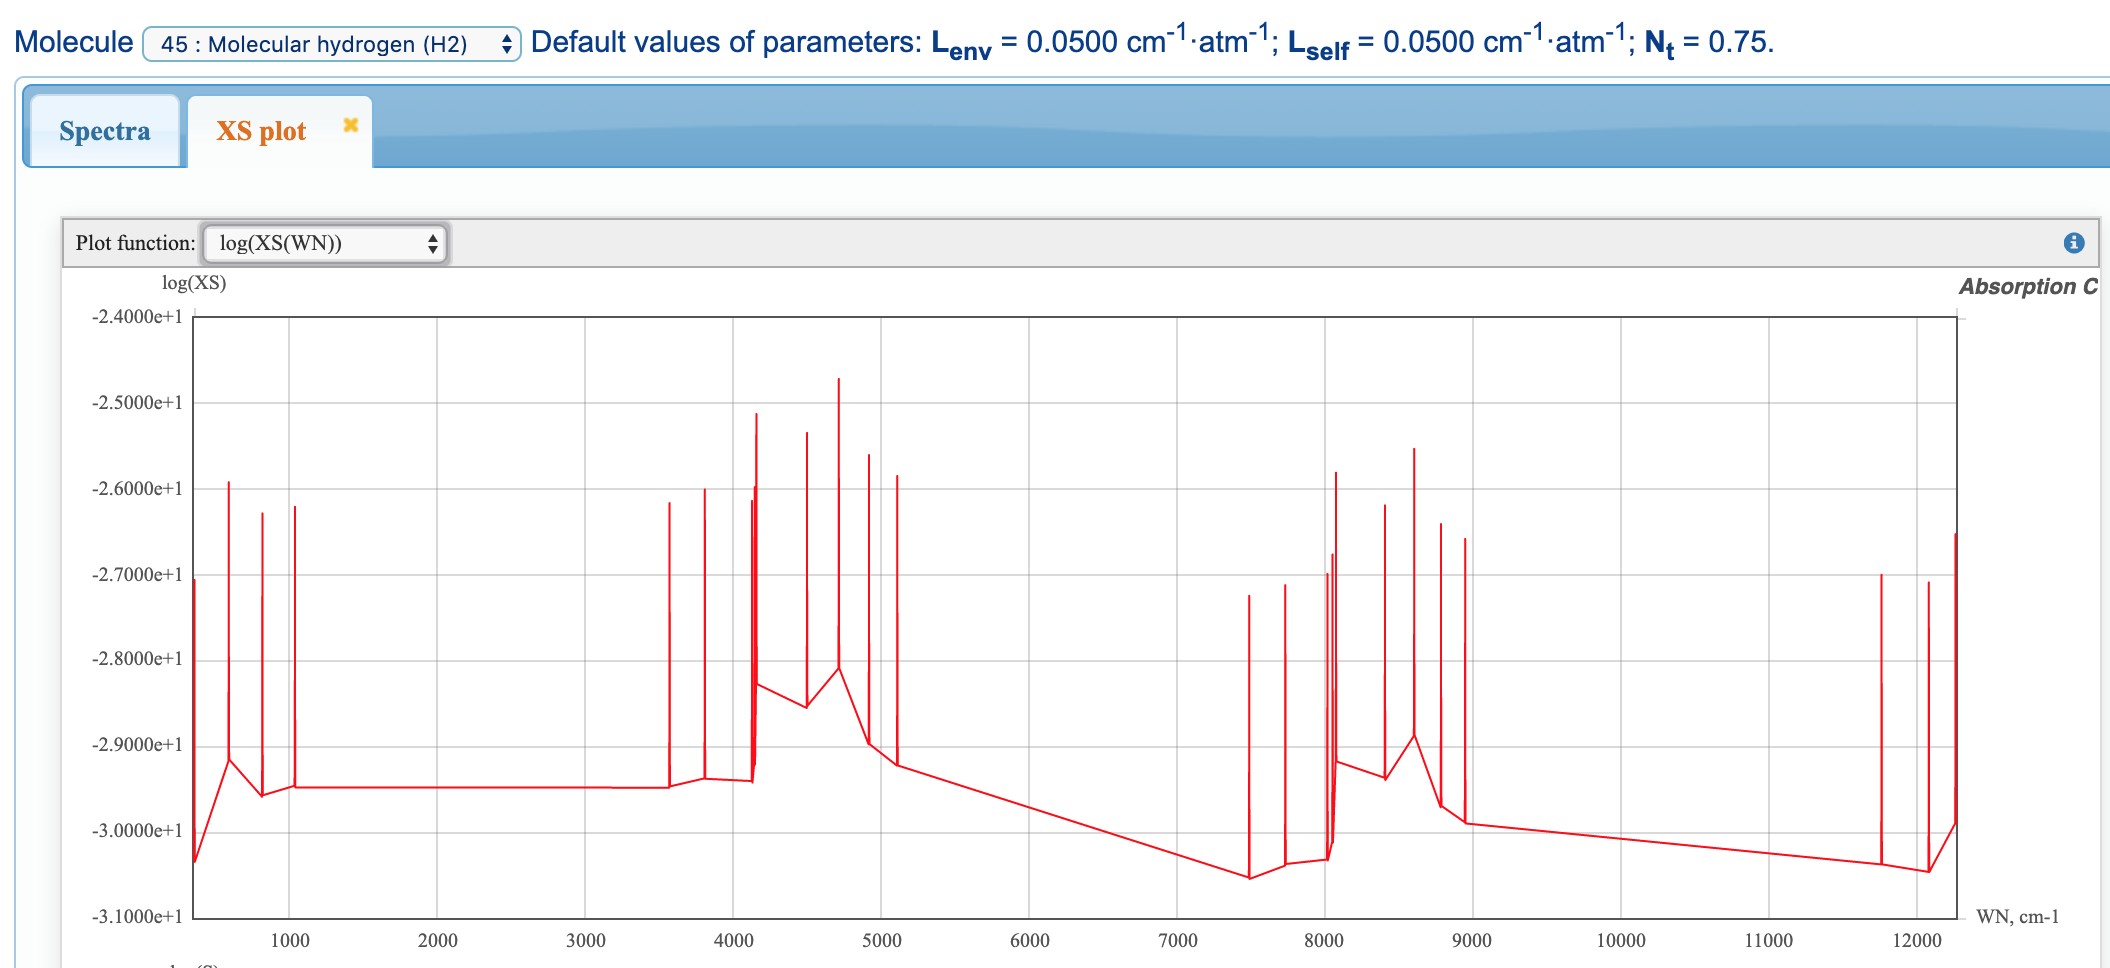 Molecule 45 : Molecular hydrogen (H2) Default values of parameters: Lenv = 0.0500 cm-1·atm-1; Lself = 0.0500 cm-1·atm-1; Nt = 0.75.
Spectra XS plot
Plot function: log(XS(WN))
log(XS) Absorption C
-2.4000e+1
-2.5000e+1
-2.6000e+1
-2.7000e+1
-2.8000e+1
-2.9000e+1
-3.0000e+1
-3.1000e+1 WN, cm-1
1000 2000 3000 4000 5000 6000 7000 8000 9000 10000 11000 12000